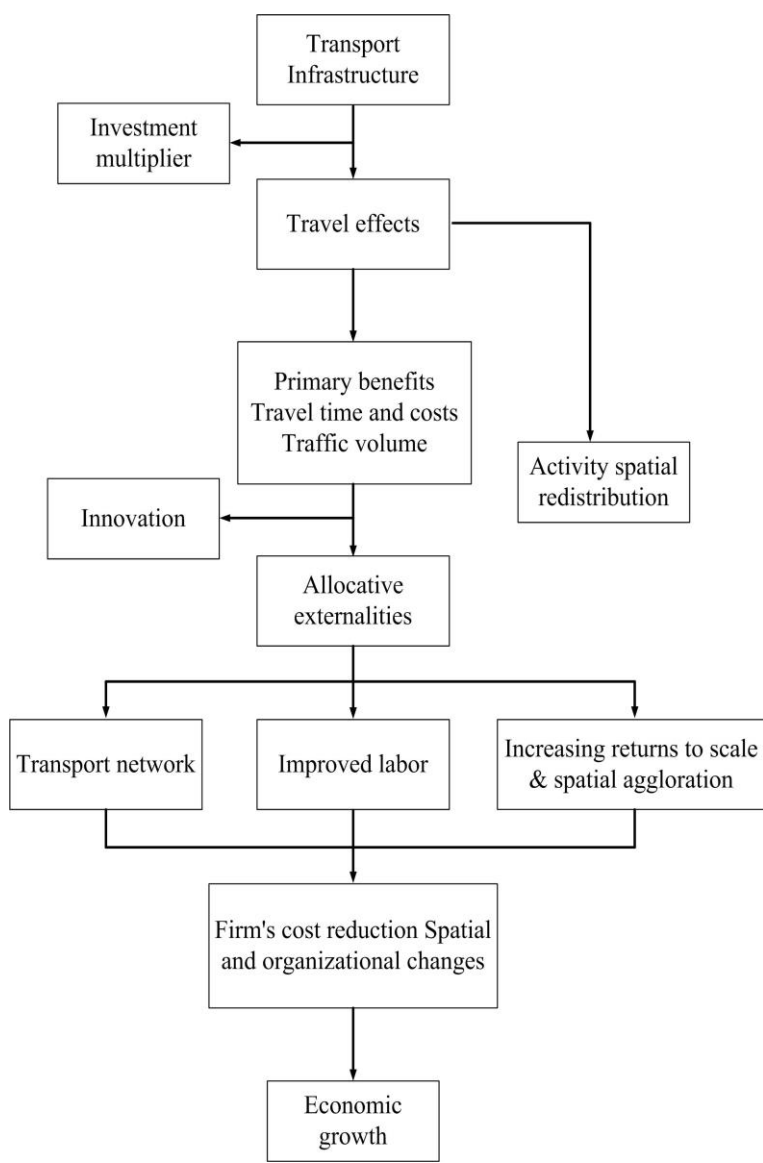 Transport
Infrastructure
Investment
multiplier
Travel effects
Primary benefits
Travel time and costs
Traffic volume
Activity spatial
redistribution
Innovation
Allocative
externalities
Transport network
Improved labor
Increasing returns to scale
& spatial aggloration
Firm's cost reduction Spatial
and organizational changes
Economic
growth